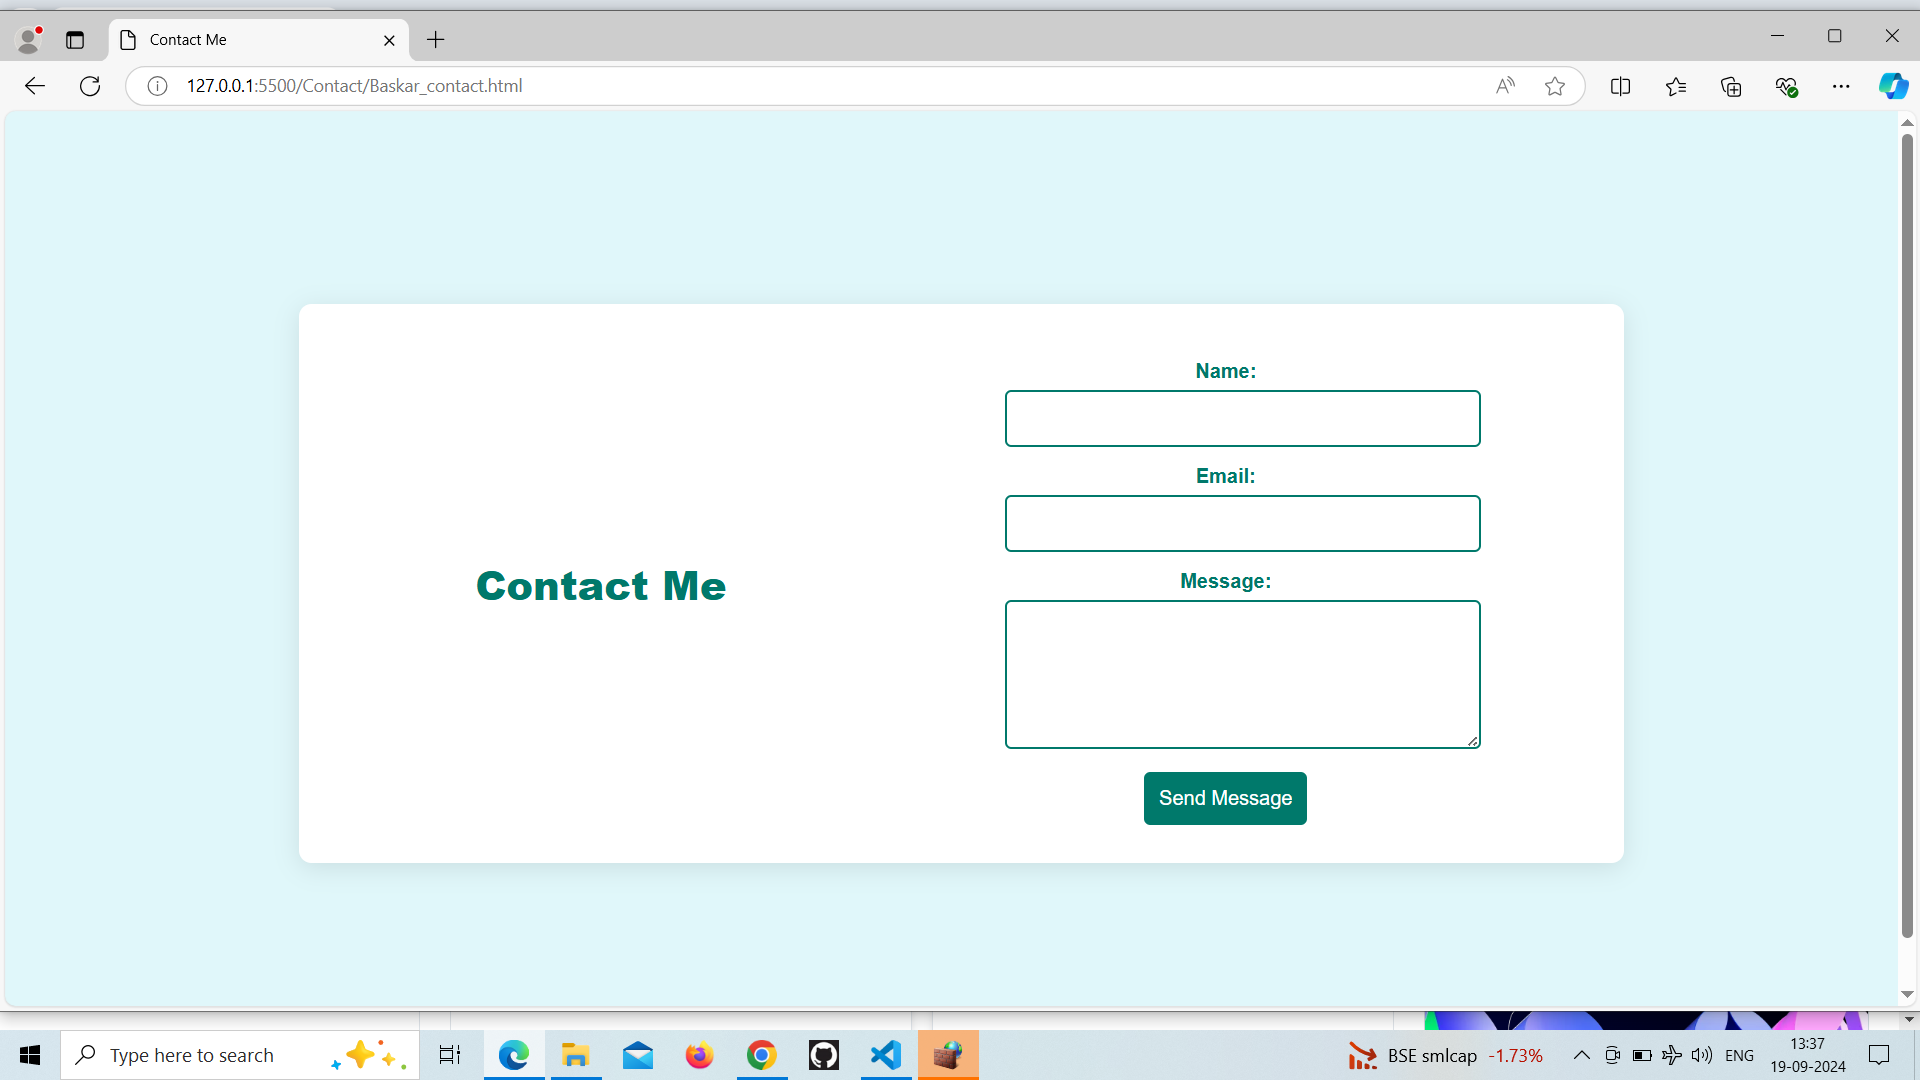 Contact Me
127.0.0.1:5500/Contact/Baskar_contact.html
Name:
Email:
Contact Me
Message:
Send Message
Type here to search
BSE smlcap -1.73%
ENG
13:37
19-09-2024